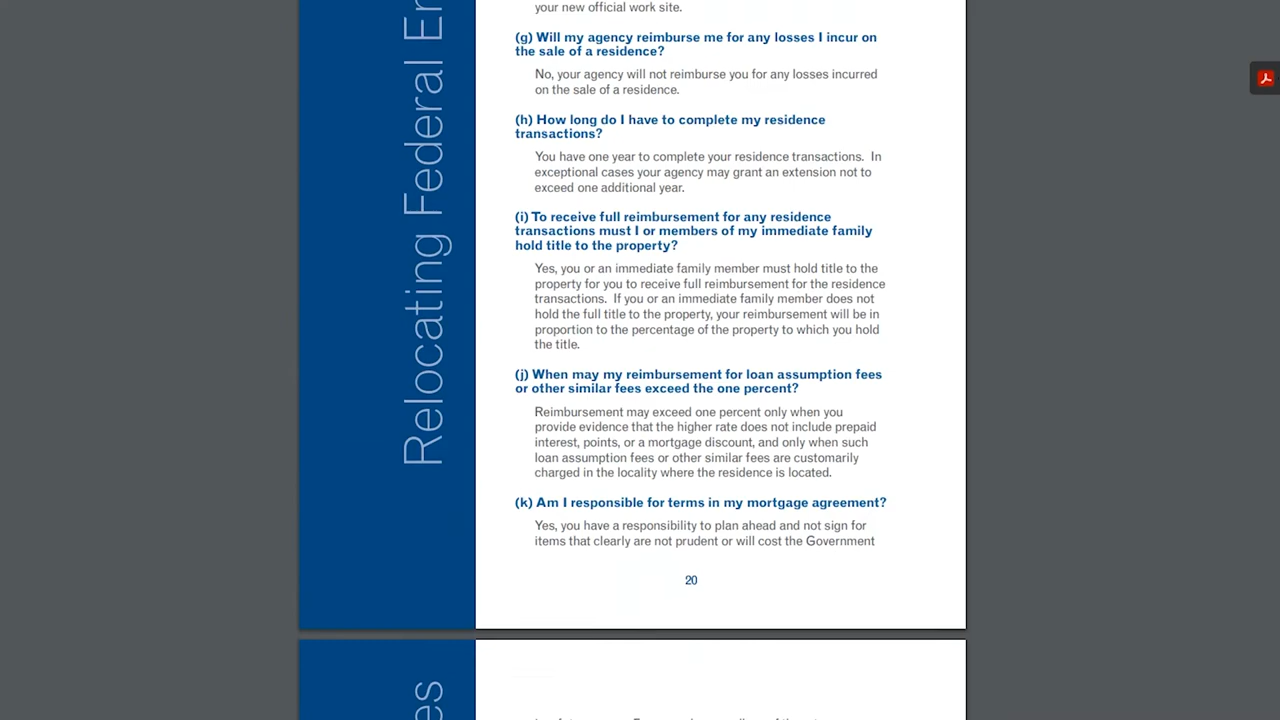 Relocating Federal Em
your new official work site.
(g) Will my agency reimburse me for any losses I incur on
the sale of a residence?
No, your agency will not reimburse you for any losses incurred
on the sale of a residence.
(h) How long do I have to complete my residence
transactions?
You have one year to complete your residence transactions.  In
exceptional cases your agency may grant an extension not to
exceed one additional year.
(i) To receive full reimbursement for any residence
transactions must I or members of my immediate family
hold title to the property?
Yes, you or an immediate family member must hold title to the
property for you to receive full reimbursement for the residence
transactions.  If you or an immediate family member does not
hold the full title to the property, your reimbursement will be in
proportion to the percentage of the property to which you hold
the title.
(j) When may my reimbursement for loan assumption fees
or other similar fees exceed the one percent?
Reimbursement may exceed one percent only when you
provide evidence that the higher rate does not include prepaid
interest, points, or a mortgage discount, and only when such
loan assumption fees or other similar fees are customarily
charged in the locality where the residence is located.
(k) Am I responsible for terms in my mortgage agreement?
Yes, you have a responsibility to plan ahead and not sign for
items that clearly are not prudent or will cost the Government
20
es